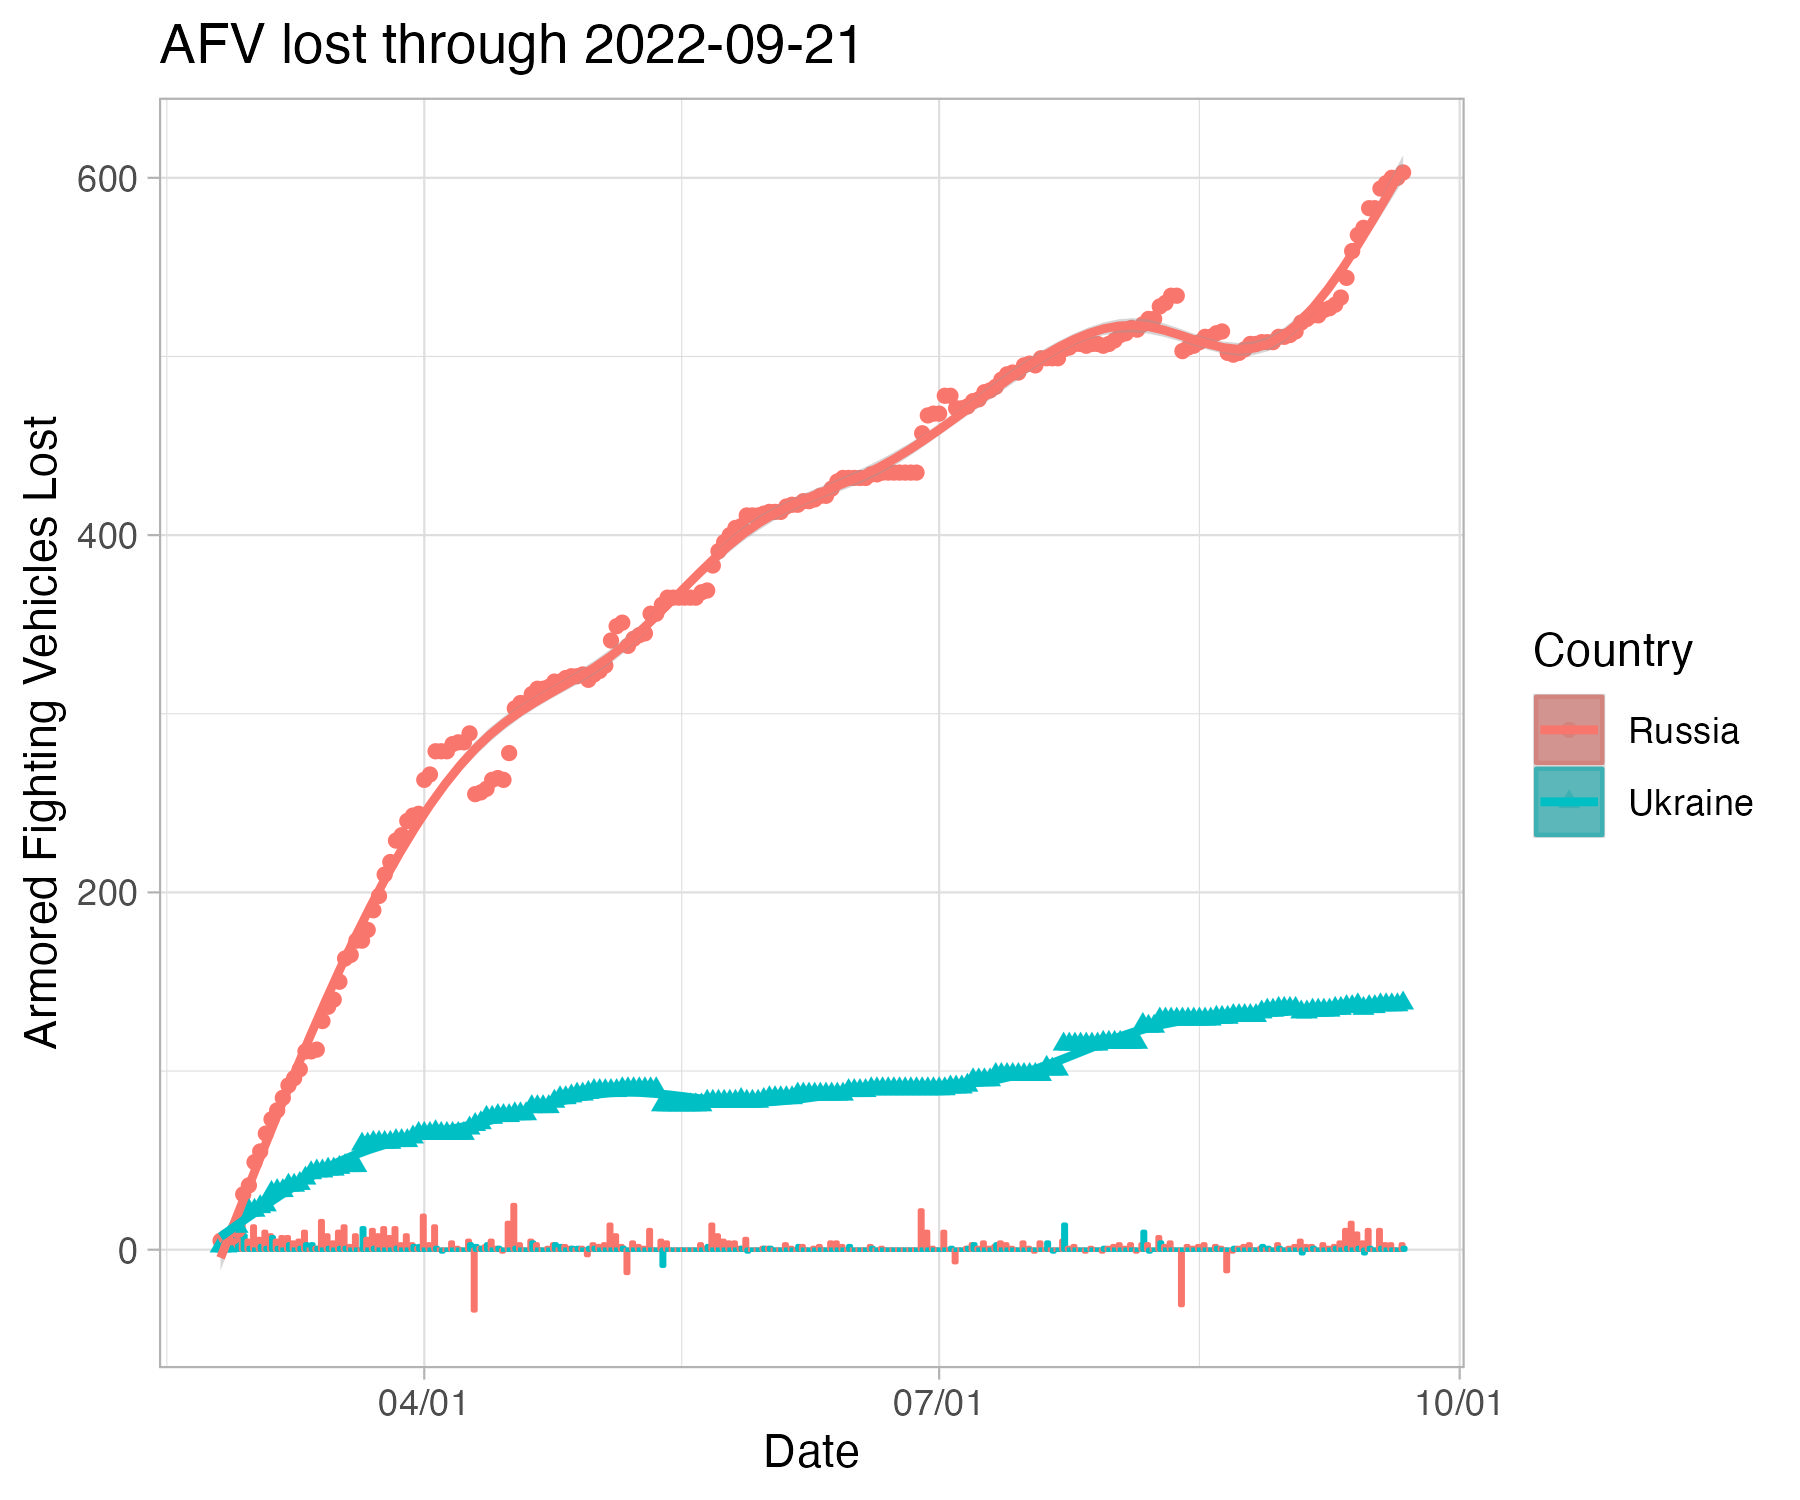 AFV lost through 2022-09-21
Armored Fighting Vehicles Lost
600
400
200
0
04/01
07/01
10/01
Date
Country
Russia
Ukraine